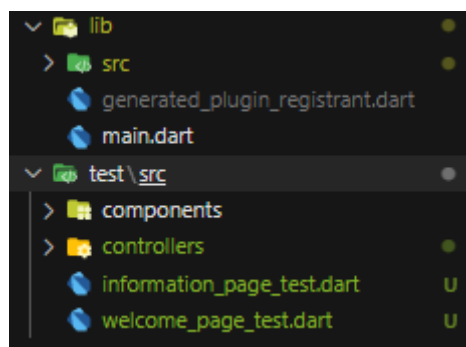 lib
src
generated_plugin_registrant.dart
main.dart
test\src
components
controllers
information_page_test.dart U
welcome_page_test.dart U